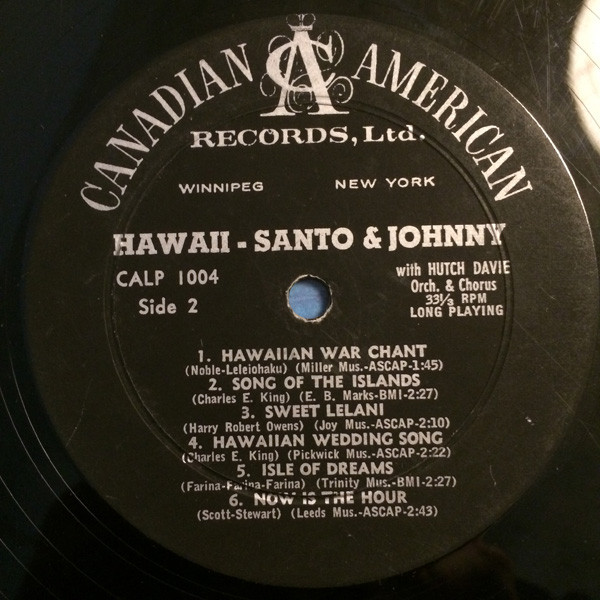 CANADIAN CA AMERICAN
RECORDS, Ltd.
WINNIPEG NEW YORK
HAWAII - SANTO & JOHNNY
CALP 1004
Side 2
with HUTCH DAVIE
Orch. & Chorus
33⅓ RPM
LONG PLAYING
1. HAWAIIAN WAR CHANT
(Noble-Leleiohaku) (Miller Mus.-ASCAP-1:45)
2. SONG OF THE ISLANDS
(Charles E. King) (E. B. Marks-BMI-2:27)
3. SWEET LELANI
(Harry Robert Owens) (Joy Mus.-ASCAP-2:10)
4. HAWAIIAN WEDDING SONG
(Charles E. King) (Pickwick Mus.-ASCAP-2:22)
5. ISLE OF DREAMS
(Farina-Farina-Farina) (Trinity Mus.-BMI-2:27)
6. NOW IS THE HOUR
(Scott-Stewart) (Leeds Mus.-ASCAP-2:43)